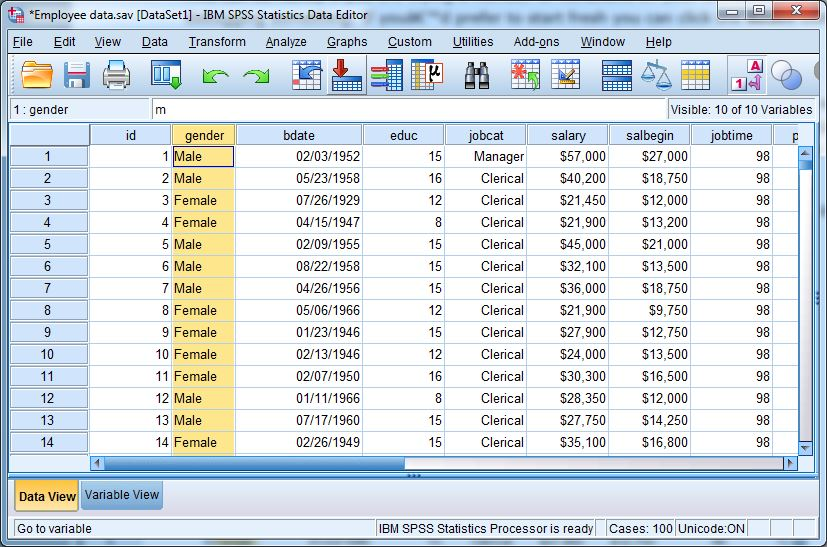 *Employee data.sav [DataSet1] - IBM SPSS Statistics Data Editor
File Edit View Data Transform Analyze Graphs Custom Utilities Add-ons Window Help
1 : gender m Visible: 10 of 10 Variables
id gender bdate educ jobcat salary salbegin jobtime p
1 1 Male 02/03/1952 15 Manager $57,000 $27,000 98
2 2 Male 05/23/1958 16 Clerical $40,200 $18,750 98
3 3 Female 07/26/1929 12 Clerical $21,450 $12,000 98
4 4 Female 04/15/1947 8 Clerical $21,900 $13,200 98
5 5 Male 02/09/1955 15 Clerical $45,000 $21,000 98
6 6 Male 08/22/1958 15 Clerical $32,100 $13,500 98
7 7 Male 04/26/1956 15 Clerical $36,000 $18,750 98
8 8 Female 05/06/1966 12 Clerical $21,900 $9,750 98
9 9 Female 01/23/1946 15 Clerical $27,900 $12,750 98
10 10 Female 02/13/1946 12 Clerical $24,000 $13,500 98
11 11 Female 02/07/1950 16 Clerical $30,300 $16,500 98
12 12 Male 01/11/1966 8 Clerical $28,350 $12,000 98
13 13 Male 07/17/1960 15 Clerical $27,750 $14,250 98
14 14 Female 02/26/1949 15 Clerical $35,100 $16,800 98
Data View Variable View
Go to variable IBM SPSS Statistics Processor is ready Cases: 100 Unicode:ON